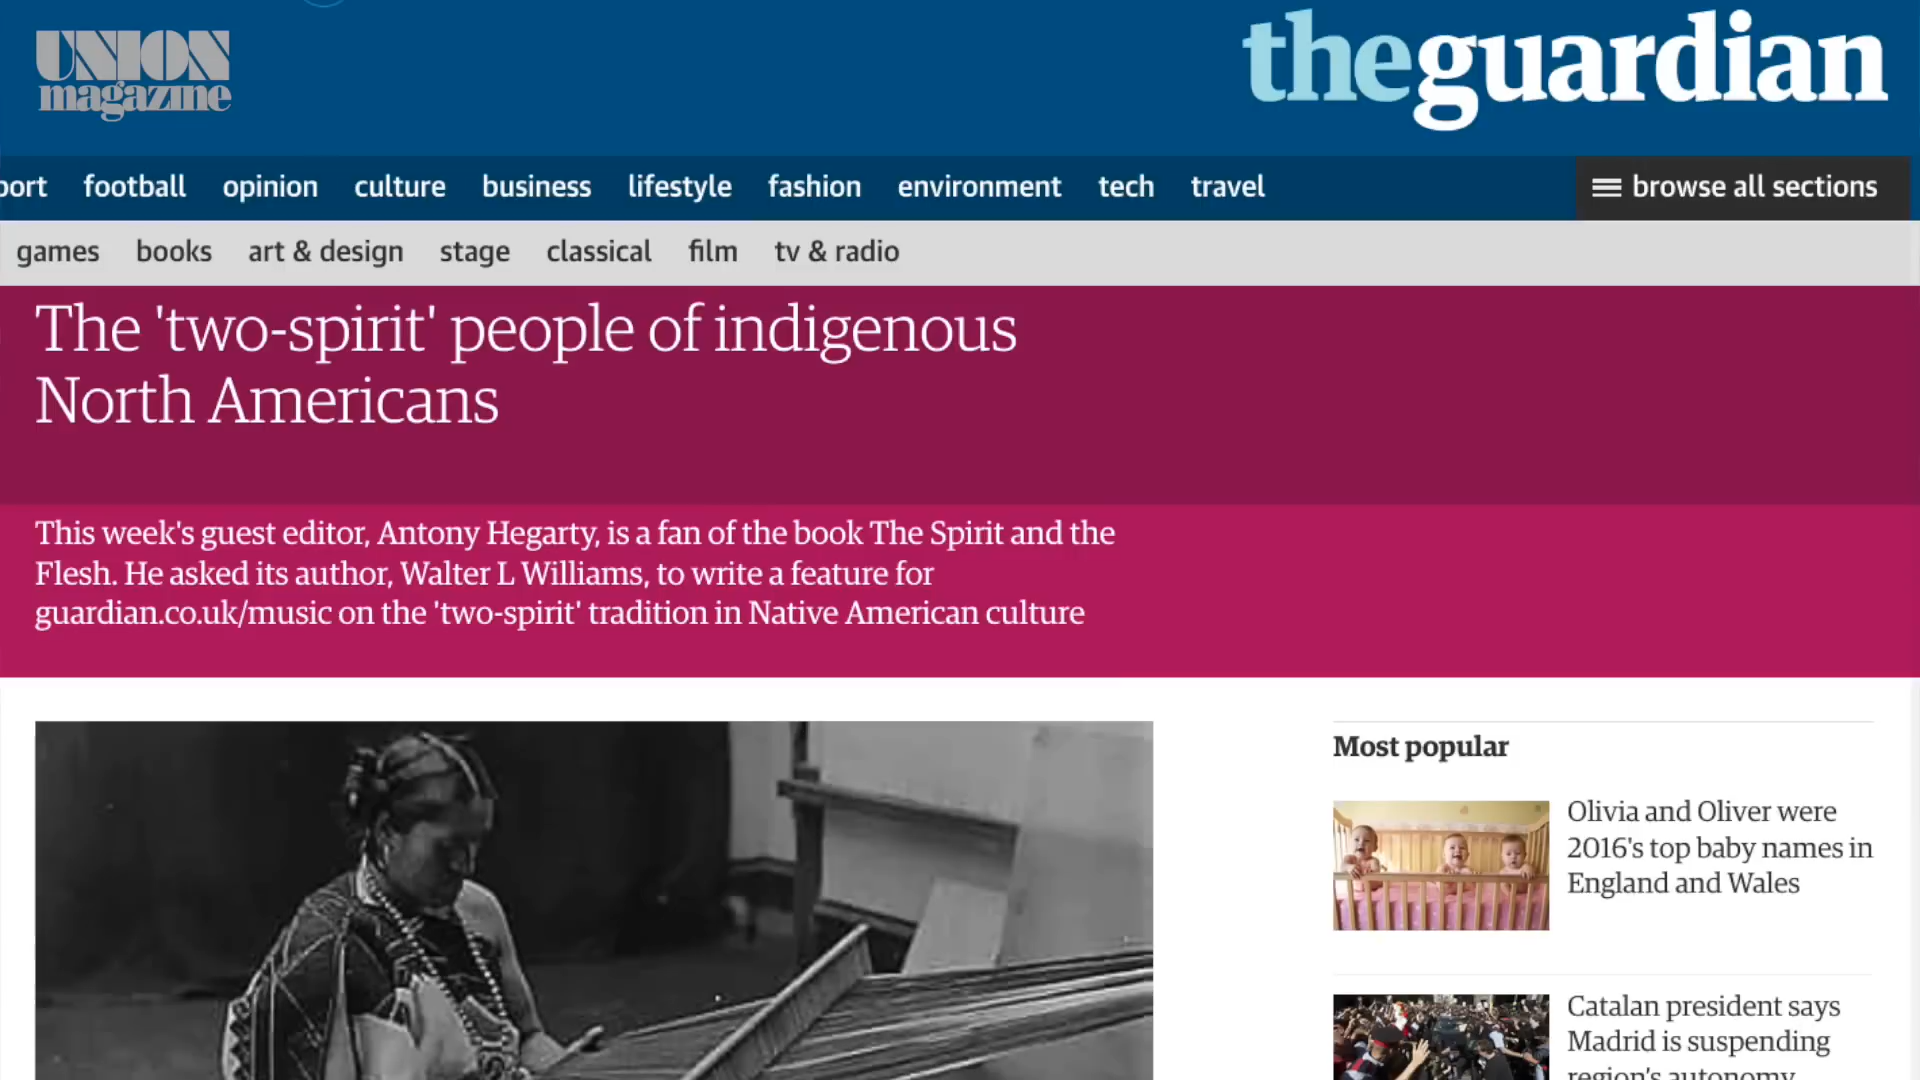 UNION
magazine
theguardian
port football opinion culture business lifestyle fashion environment tech travel browse all sections
games books art & design stage classical film tv & radio
The 'two-spirit' people of indigenous
North Americans
This week's guest editor, Antony Hegarty, is a fan of the book The Spirit and the
Flesh. He asked its author, Walter L Williams, to write a feature for
guardian.co.uk/music on the 'two-spirit' tradition in Native American culture
Most popular
Olivia and Oliver were
2016's top baby names in
England and Wales
Catalan president says
Madrid is suspending
region's autonomy